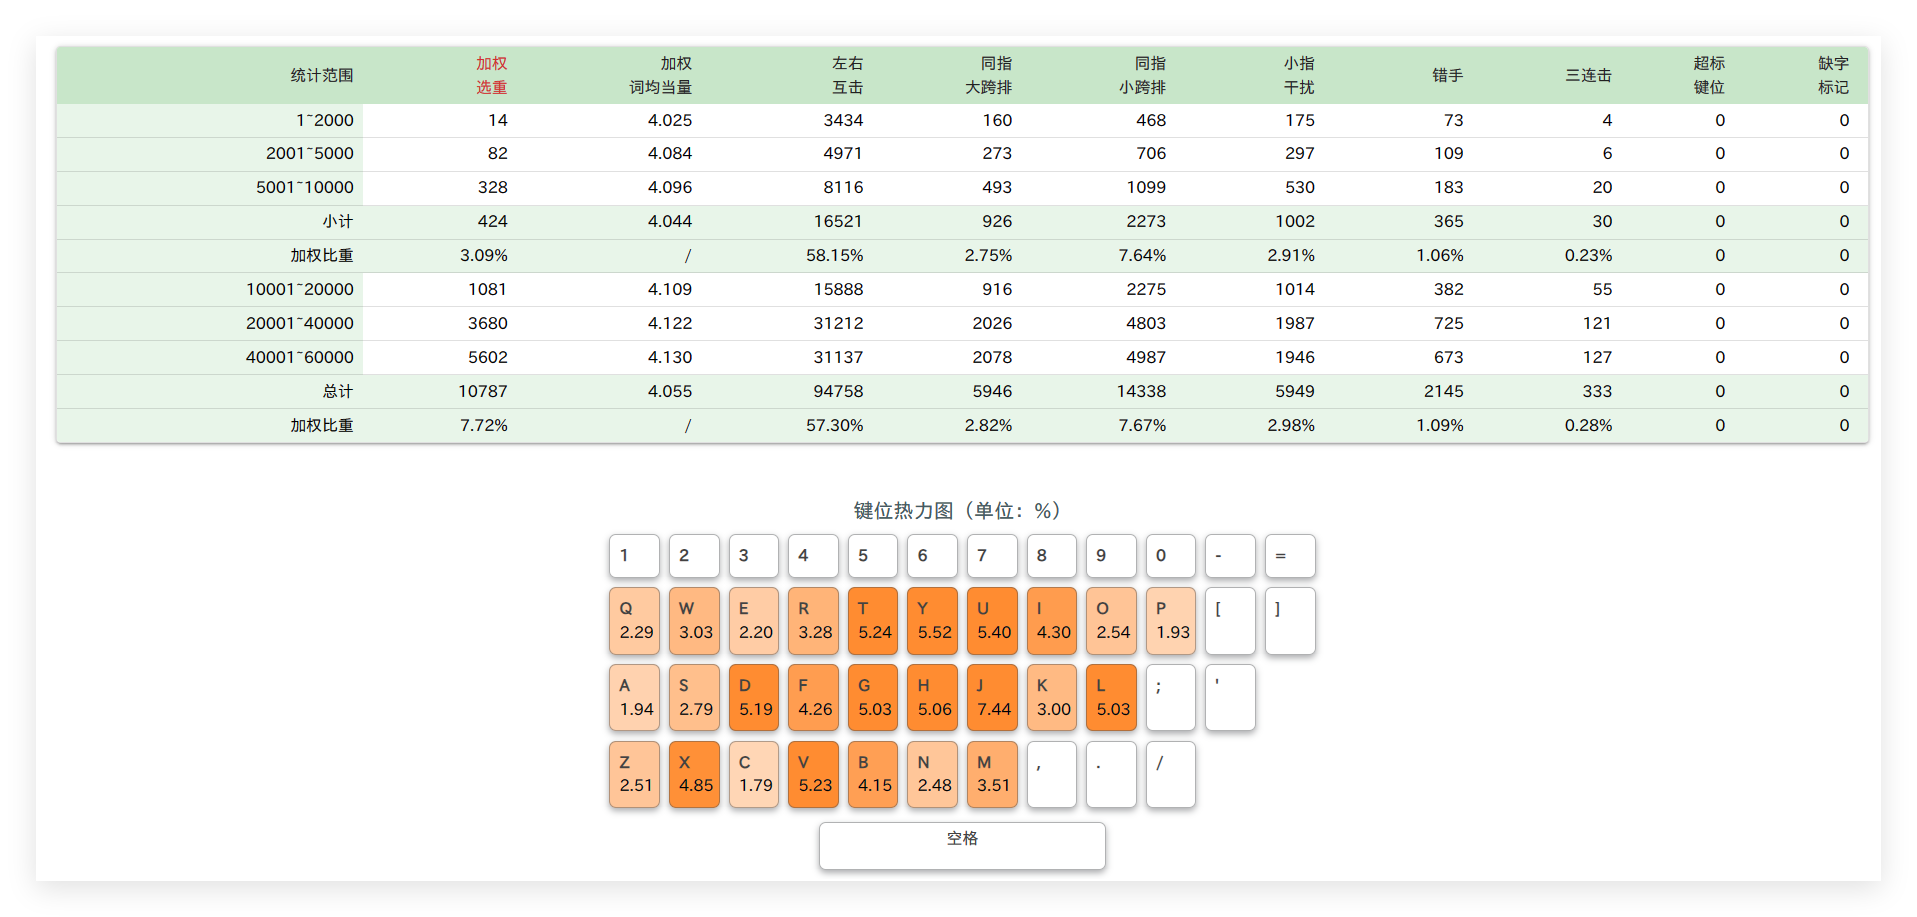 统计范围 加权选重 加权词均当量 左右互击 同指大跨排 同指小跨排 小指干扰 错手 三连击 超标键位 缺字标记
1~2000 14 4.025 3434 160 468 175 73 4 0 0
2001~5000 82 4.084 4971 273 706 297 109 6 0 0
5001~10000 328 4.096 8116 493 1099 530 183 20 0 0
小计 424 4.044 16521 926 2273 1002 365 30 0 0
加权比重 3.09% / 58.15% 2.75% 7.64% 2.91% 1.06% 0.23% 0 0
10001~20000 1081 4.109 15888 916 2275 1014 382 55 0 0
20001~40000 3680 4.122 31212 2026 4803 1987 725 121 0 0
40001~60000 5602 4.130 31137 2078 4987 1946 673 127 0 0
总计 10787 4.055 94758 5946 14338 5949 2145 333 0 0
加权比重 7.72% / 57.30% 2.82% 7.67% 2.98% 1.09% 0.28% 0 0
键位热力图（单位：%）
1 2 3 4 5 6 7 8 9 0 - =
Q W E R T Y U I O P [ ]
2.29 3.03 2.20 3.28 5.24 5.52 5.40 4.30 2.54 1.93
A S D F G H J K L ; '
1.94 2.79 5.19 4.26 5.03 5.06 7.44 3.00 5.03
Z X C V B N M , . /
2.51 4.85 1.79 5.23 4.15 2.48 3.51
空格